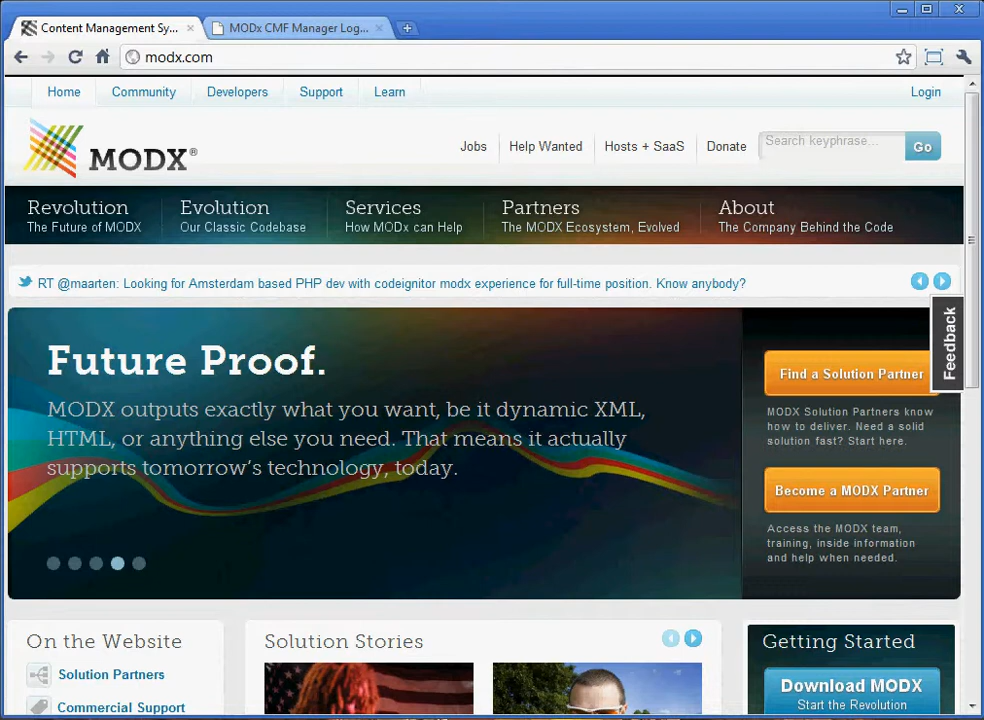 Content Management Sy...
MODx CMF Manager Log...
modx.com
Home Community Developers Support Learn Login
MODX®
Jobs Help Wanted Hosts + SaaS Donate Search keyphrase... Go
Revolution
The Future of MODX
Evolution
Our Classic Codebase
Services
How MODx can Help
Partners
The MODX Ecosystem, Evolved
About
The Company Behind the Code
RT @maarten: Looking for Amsterdam based PHP dev with codeignitor modx experience for full-time position. Know anybody?
Feedback
Future Proof.
MODX outputs exactly what you want, be it dynamic XML,
HTML, or anything else you need. That means it actually
supports tomorrow's technology, today.
Find a Solution Partner
MODX Solution Partners know
how to deliver. Need a solid
solution fast? Start here.
Become a MODX Partner
Access the MODX team,
training, inside information
and help when needed.
On the Website
Solution Partners
Commercial Support
Solution Stories
Getting Started
Download MODX
Start the Revolution